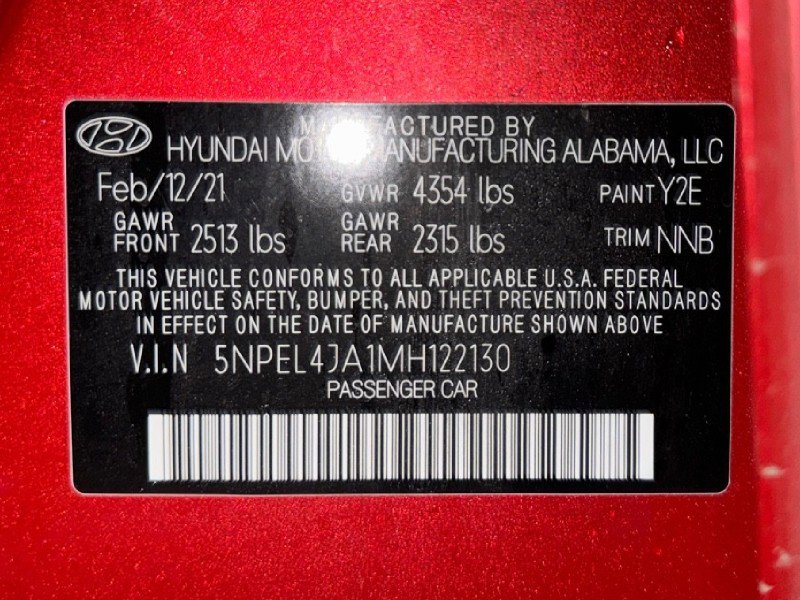 MANUFACTURED BY
HYUNDAI MOTOR MANUFACTURING ALABAMA, LLC
Feb/12/21 GVWR 4354 lbs PAINT Y2E
GAWR FRONT 2513 lbs GAWR REAR 2315 lbs TRIM NNB
THIS VEHICLE CONFORMS TO ALL APPLICABLE U.S.A. FEDERAL
MOTOR VEHICLE SAFETY, BUMPER, AND THEFT PREVENTION STANDARDS
IN EFFECT ON THE DATE OF MANUFACTURE SHOWN ABOVE
V.I.N 5NPEL4JA1MH122130
PASSENGER CAR